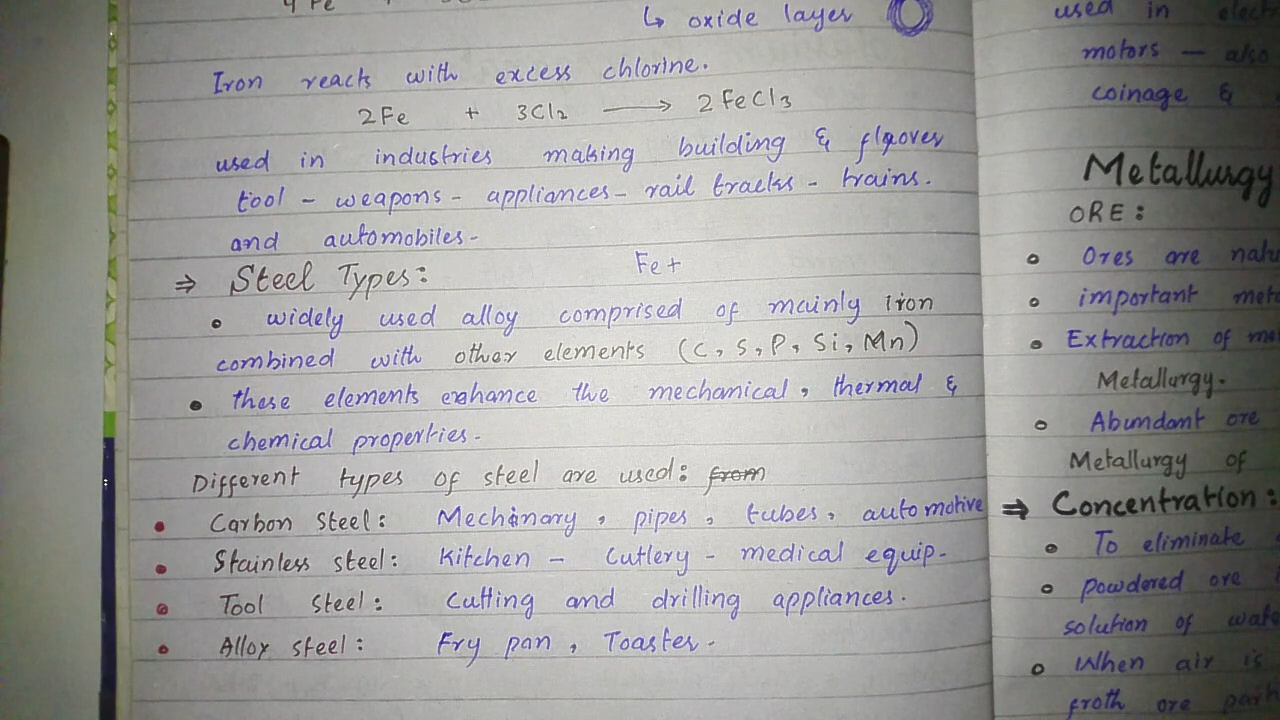 4 Fe +
↳ oxide layer
Iron reacts with excess chlorine.
2Fe + 3Cl₂ ⟶ 2FeCl₃
used in industries making building & flyover
tool - weapons - appliances - rail tracks - trains.
and automobiles -
⇒ Steel Types: Fe +
• widely used alloy comprised of mainly iron
combined with other elements (C, S, P, Si, Mn)
• these elements enhance the mechanical, thermal &
chemical properties.
Different types of steel are used: from
• Carbon Steel: Mechinary, pipes, tubes, automotive
• Stainless steel: Kitchen - Cutlery - medical equip.
• Tool Steel: Cutting and drilling appliances.
• Alloy steel: Fry pan, Toaster.
used in
motors - also
coinage &
Metallurgy
ORE:
Ores are
important
Extraction of
Metallurgy.
Abundant ore
Metallurgy of
⇒ Concentration:
To eliminate
powdered ore
solution of
When air is
froth ore